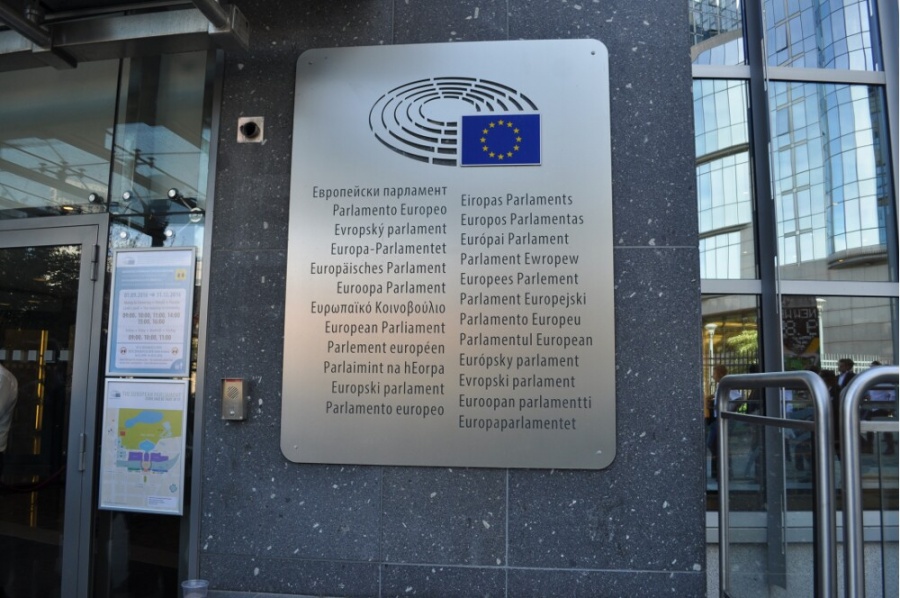 Европейски парламент
Parlamento Europeo
Evropský parlament
Europa-Parlamentet
Europäisches Parlament
Euroopa Parlament
Ευρωπαϊκό Κοινοβούλιο
European Parliament
Parlement européen
Parlaimint na hEorpa
Europski parlament
Parlamento europeo
Eiropas Parlaments
Europos Parlamentas
Európai Parlament
Parlament Ewropew
Europees Parlement
Parlament Europejski
Parlamento Europeu
Parlamentul European
Európsky parlament
Evropski parlament
Euroopan parlamentti
Europaparlamentet